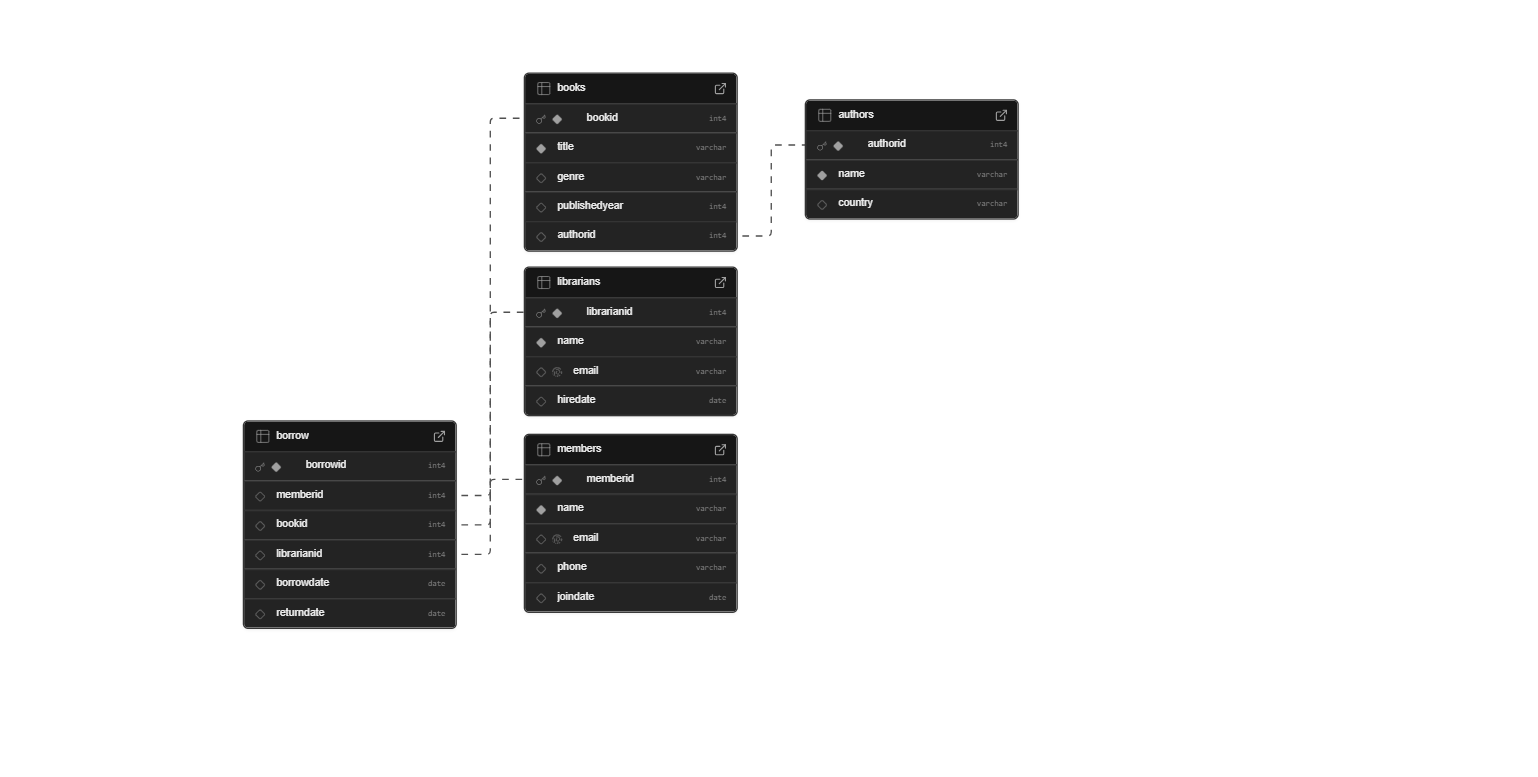 books
bookid int4
title varchar
genre varchar
publishedyear int4
authorid int4
authors
authorid int4
name varchar
country varchar
librarians
librarianid int4
name varchar
email varchar
hiredate date
borrow
borrowid int4
memberid int4
bookid int4
librarianid int4
borrowdate date
returndate date
members
memberid int4
name varchar
email varchar
phone varchar
joindate date